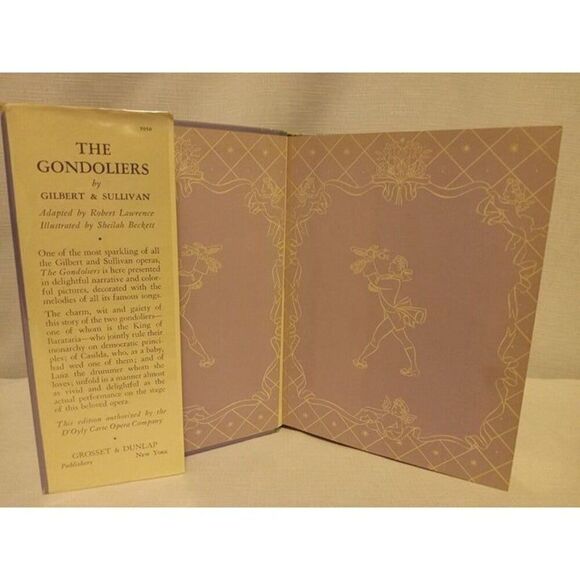 5950
THE
GONDOLIERS
by
GILBERT & SULLIVAN
Adapted by Robert Lawrence
Illustrated by Sheilah Beckett
One of the most sparkling of all
the Gilbert and Sullivan operas,
The Gondoliers is here presented
in delightful narrative and color-
ful pictures, decorated with the
melodies of all its famous songs.
The charm, wit and gaiety of
this story of the two gondoliers—
one of whom is the King of
Barataria—who jointly rule their
monarchy on democratic princi-
ples; of Casilda, who, as a baby,
had wed one of them; and of
Luiz the drummer whom she
loves; unfold in a manner almost
as vivid and delightful as the
actual performance on the stage
of this beloved opera.
This edition authorized by the
D'Oyly Carte Opera Company
GROSSET & DUNLAP
Publishers New York